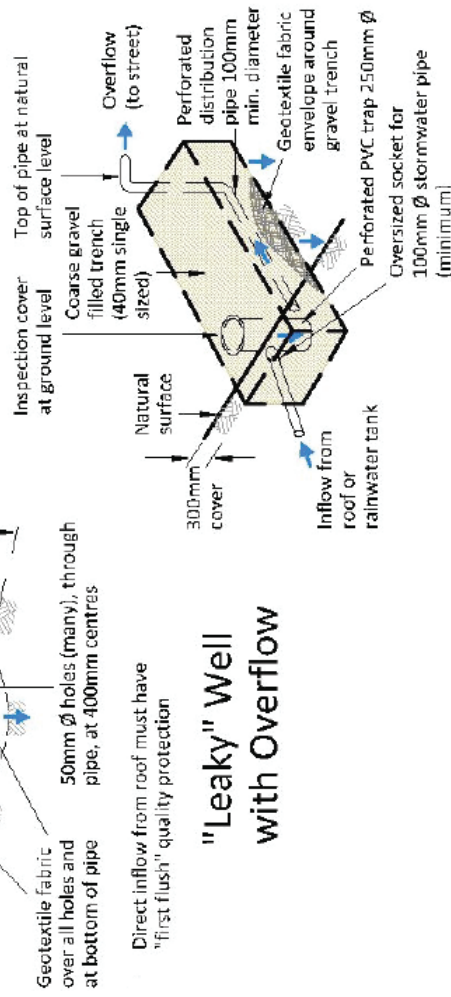 Geotextile fabric
over all holes and
at bottom of pipe
50mm Ø holes (many), through
pipe, at 400mm centres
Direct inflow from roof must have
"first flush" quality protection
"Leaky" Well
with Overflow
Inspection cover
at ground level
Top of pipe at natural
surface level
Coarse gravel
filled trench
(40mm single
sized)
Overflow
(to street)
Natural
surface
300mm
cover
Perforated
distribution
pipe 100mm
min. diameter
Geotextile fabric
envelope around
gravel trench
Perforated PVC trap 250mm Ø
Oversized socket for
100mm Ø stormwater pipe
(minimum)
Inflow from
roof or
rainwater tank